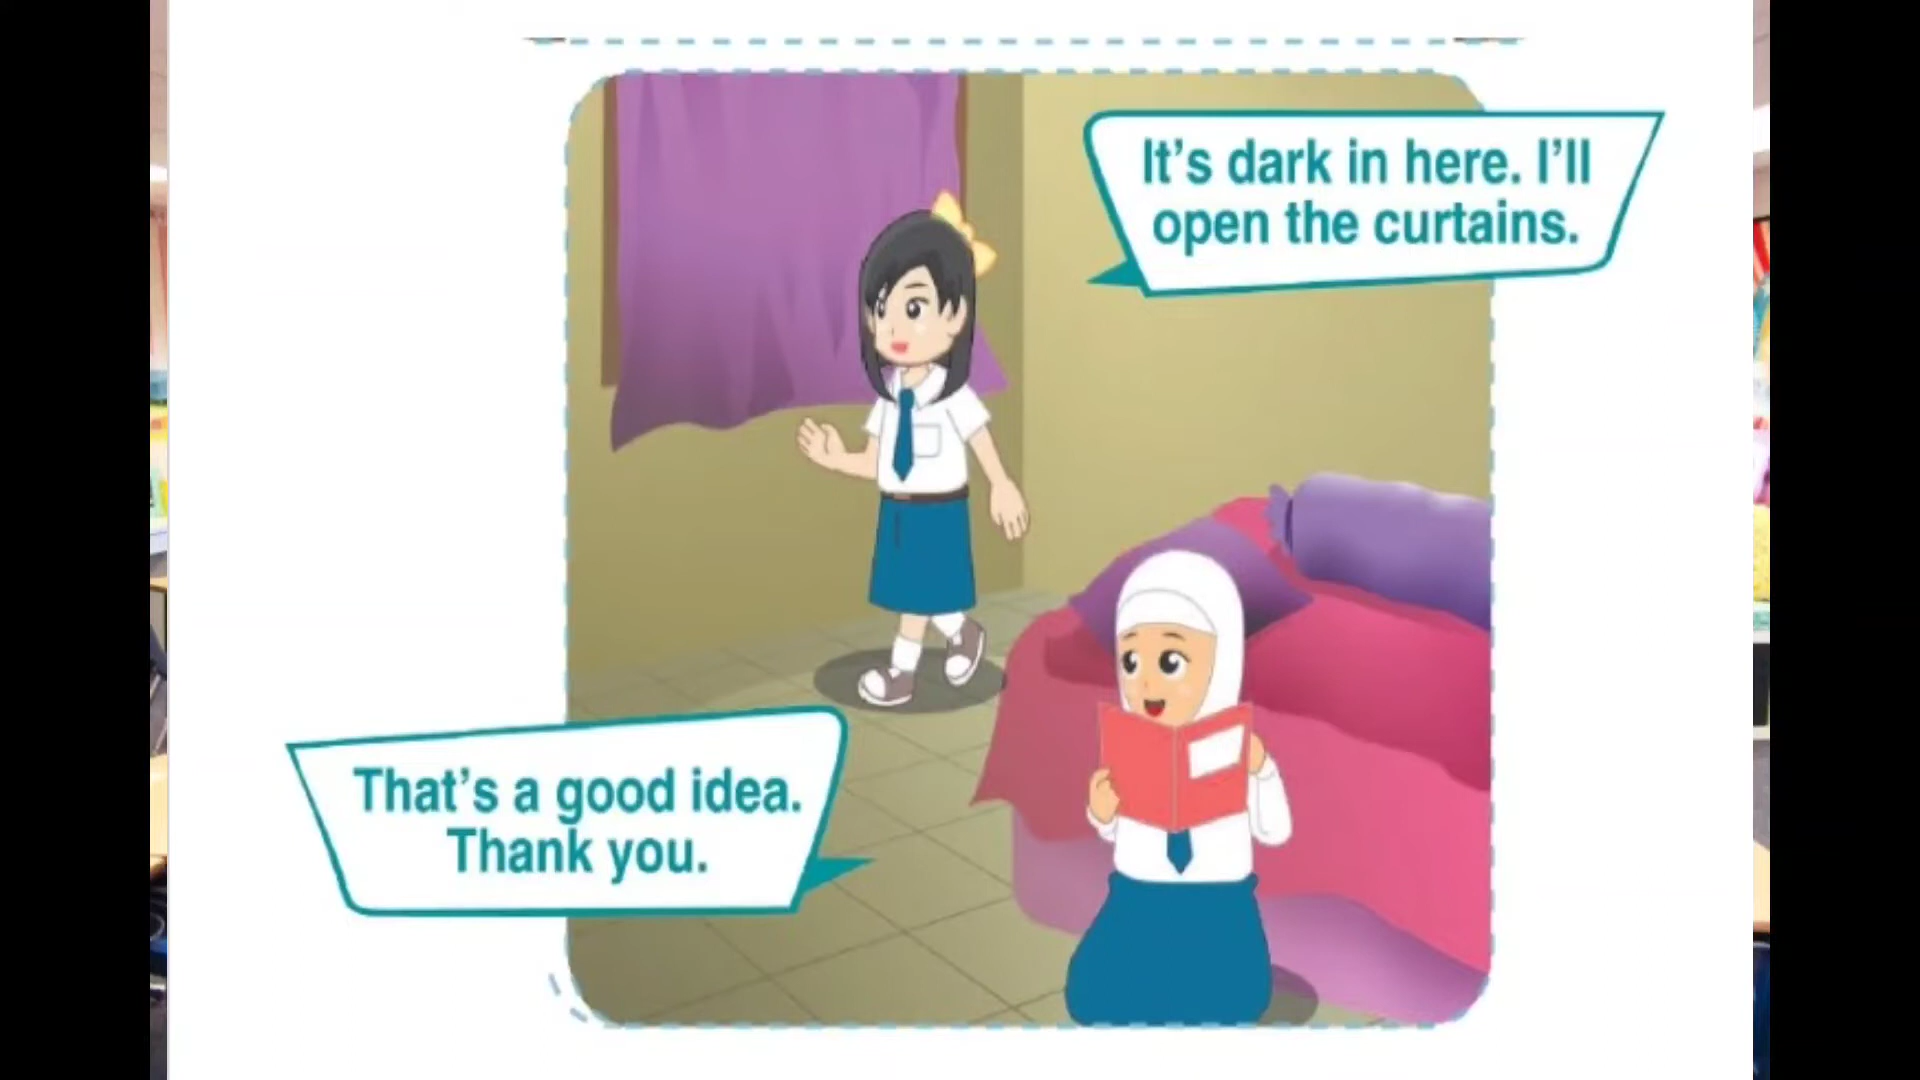 It's dark in here. I'll
open the curtains.
That's a good idea.
Thank you.